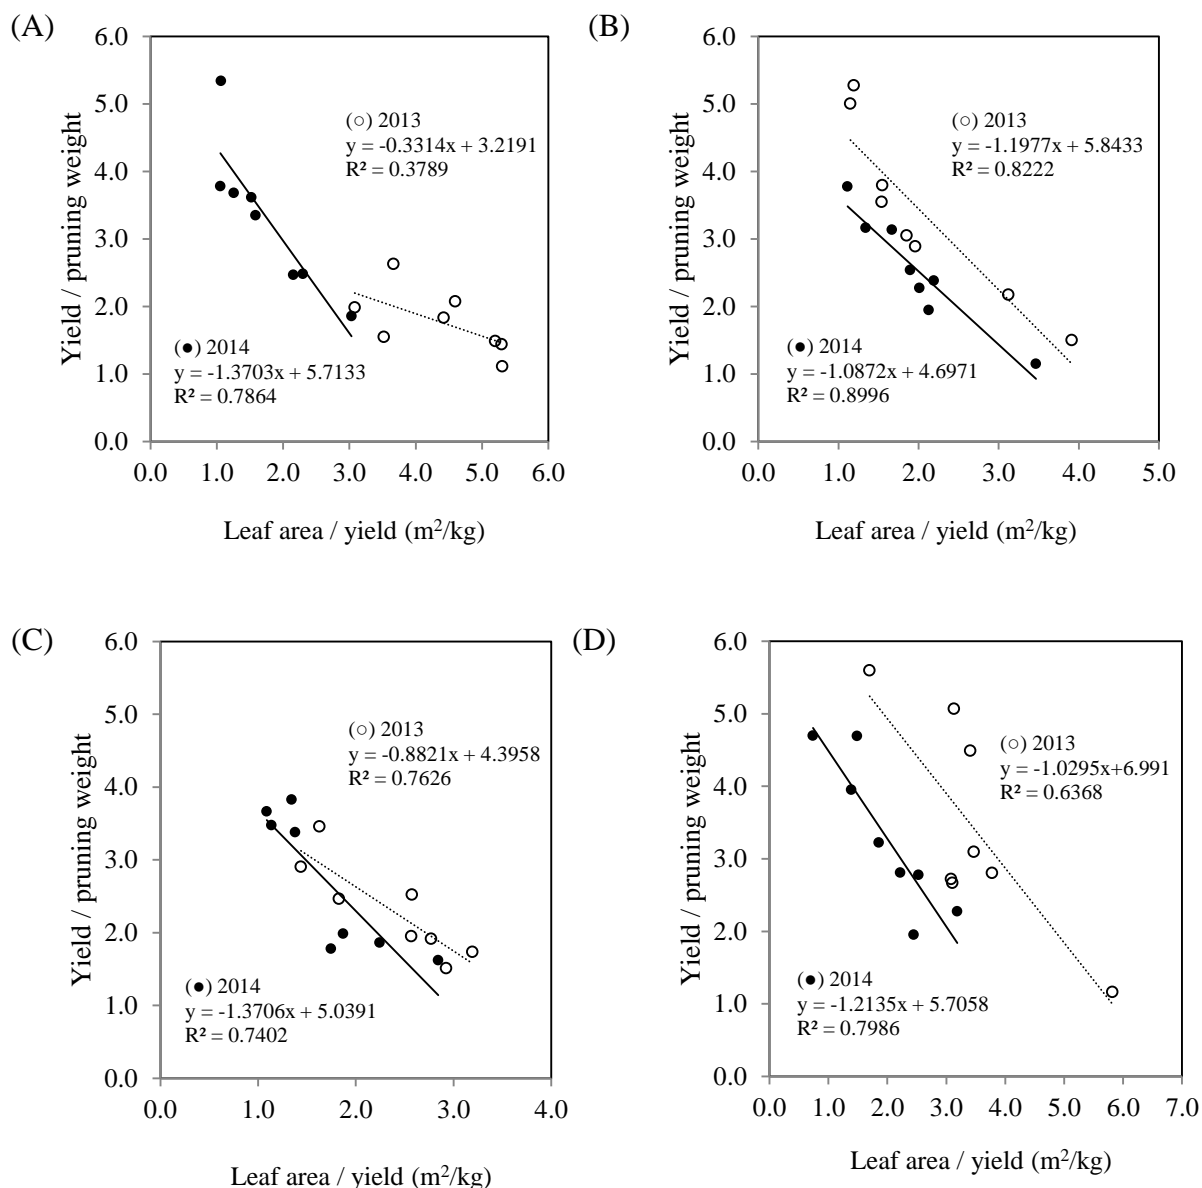 (A)
6.0
5.0
4.0
3.0
2.0
1.0
0.0
Yield / pruning weight
(○) 2013
y = -0.3314x + 3.2191
R² = 0.3789
(●) 2014
y = -1.3703x + 5.7133
R² = 0.7864
0.0 1.0 2.0 3.0 4.0 5.0 6.0
Leaf area / yield (m²/kg)
(B)
6.0
5.0
4.0
3.0
2.0
1.0
0.0
Yield / pruning weight
(○) 2013
y = -1.1977x + 5.8433
R² = 0.8222
(●) 2014
y = -1.0872x + 4.6971
R² = 0.8996
0.0 1.0 2.0 3.0 4.0 5.0
Leaf area / yield (m²/kg)
(C)
6.0
5.0
4.0
3.0
2.0
1.0
0.0
Yield / pruning weight
(○) 2013
y = -0.8821x + 4.3958
R² = 0.7626
(●) 2014
y = -1.3706x + 5.0391
R² = 0.7402
0.0 1.0 2.0 3.0 4.0
Leaf area / yield (m²/kg)
(D)
6.0
5.0
4.0
3.0
2.0
1.0
0.0
Yield / pruning weight
(○) 2013
y = -1.0295x+6.991
R² = 0.6368
(●) 2014
y = -1.2135x + 5.7058
R² = 0.7986
0.0 1.0 2.0 3.0 4.0 5.0 6.0 7.0
Leaf area / yield (m²/kg)